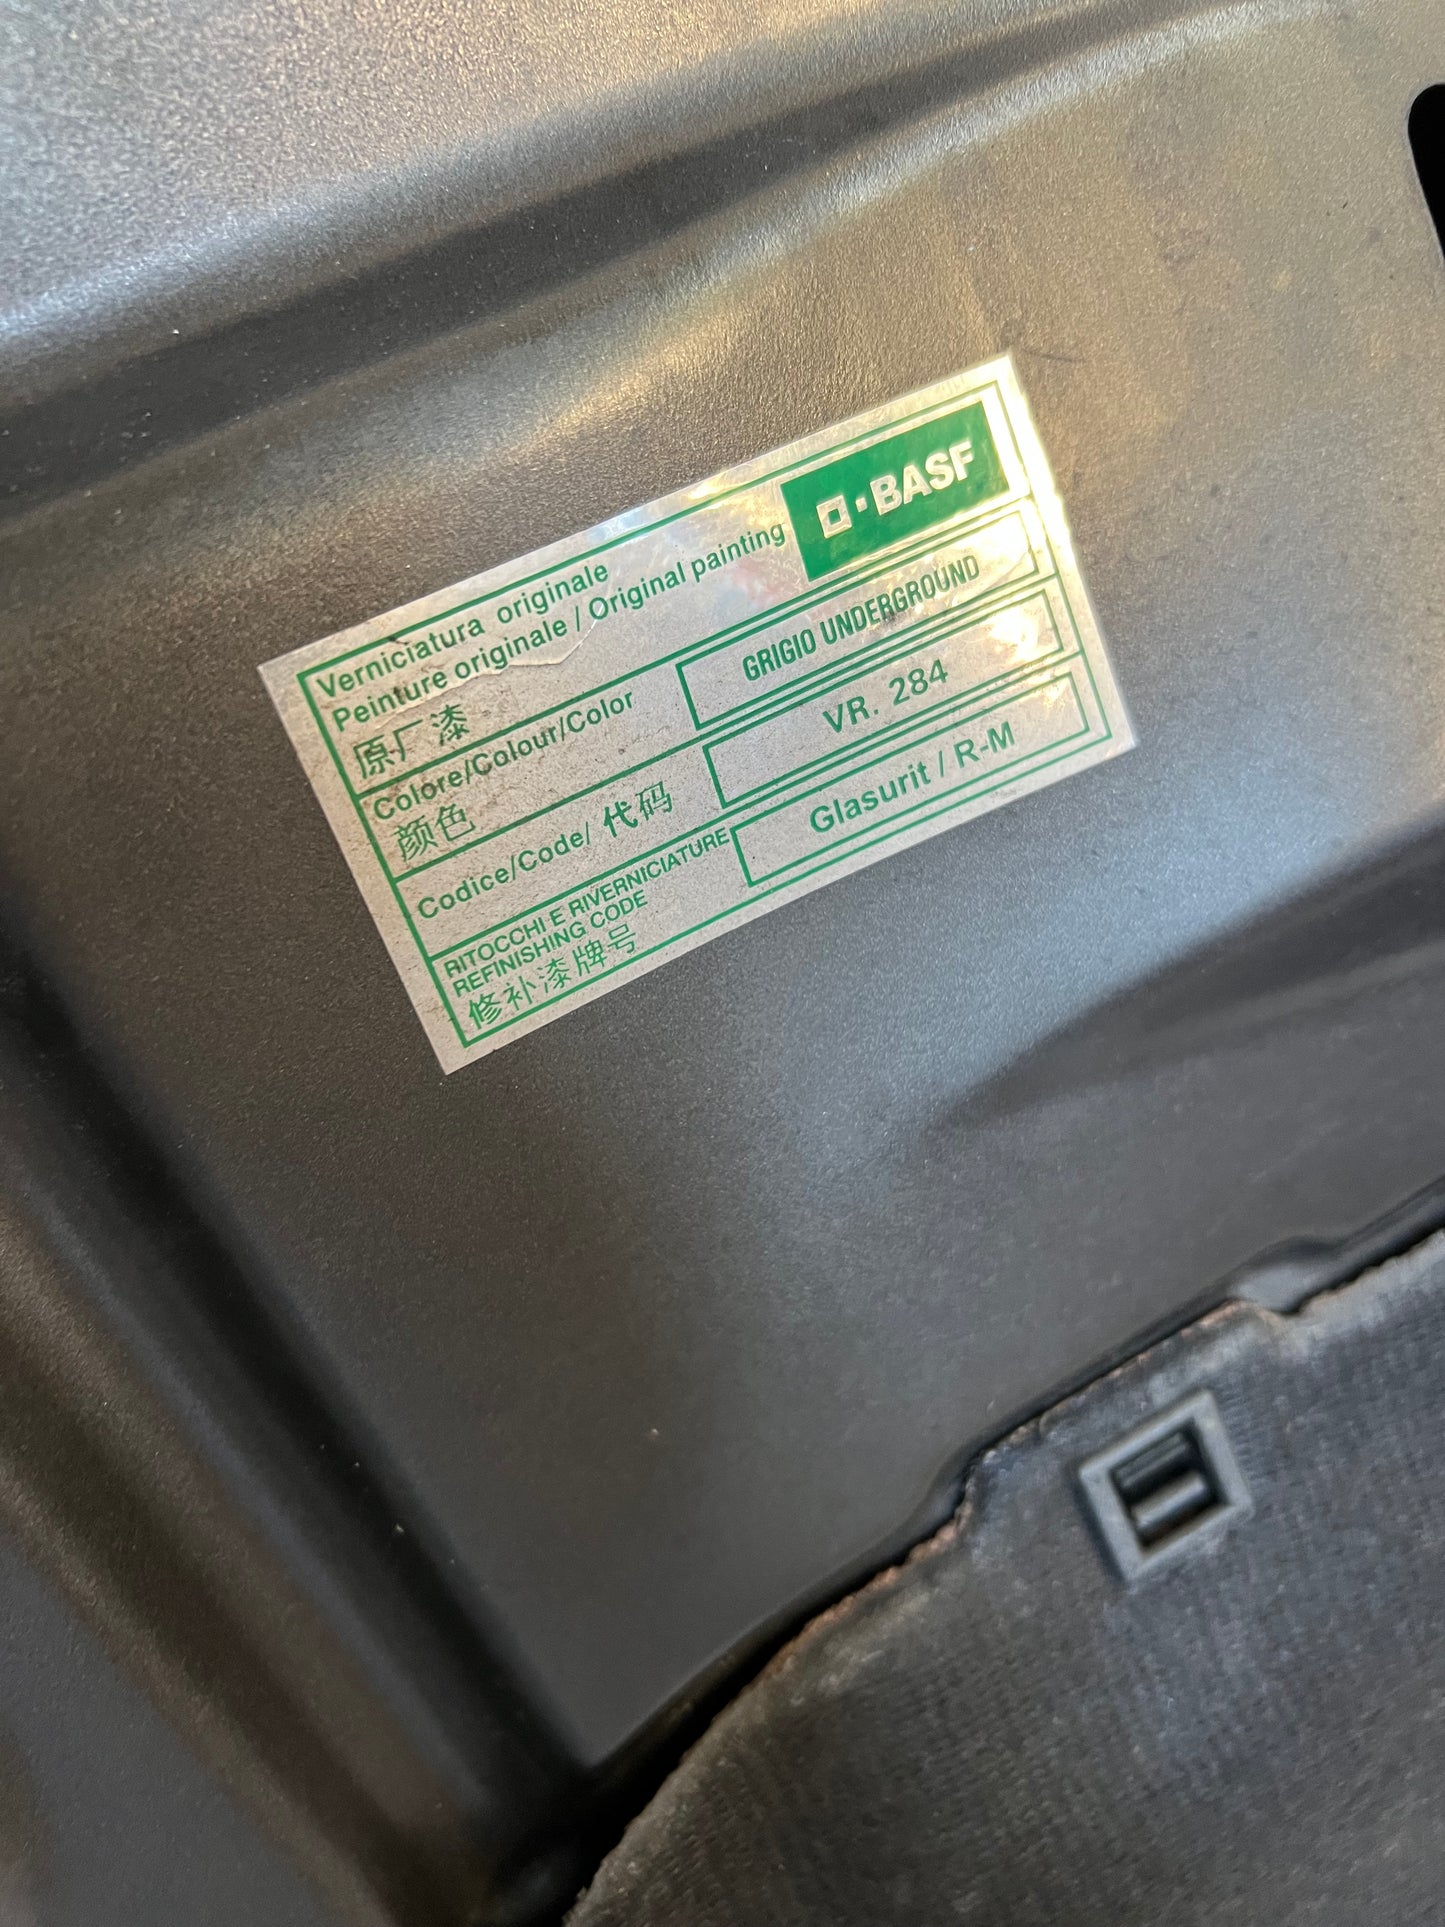 BASF
Verniciatura originale
Peinture originale / Original painting
原厂漆
Colore/Colour/Color
颜色
GRIGIO UNDERGROUND
Codice/Code/ 代码
VR. 284
RITOCCHI E RIVERNICIATURE
REFINISHING CODE
修补漆牌号
Glasurit / R-M